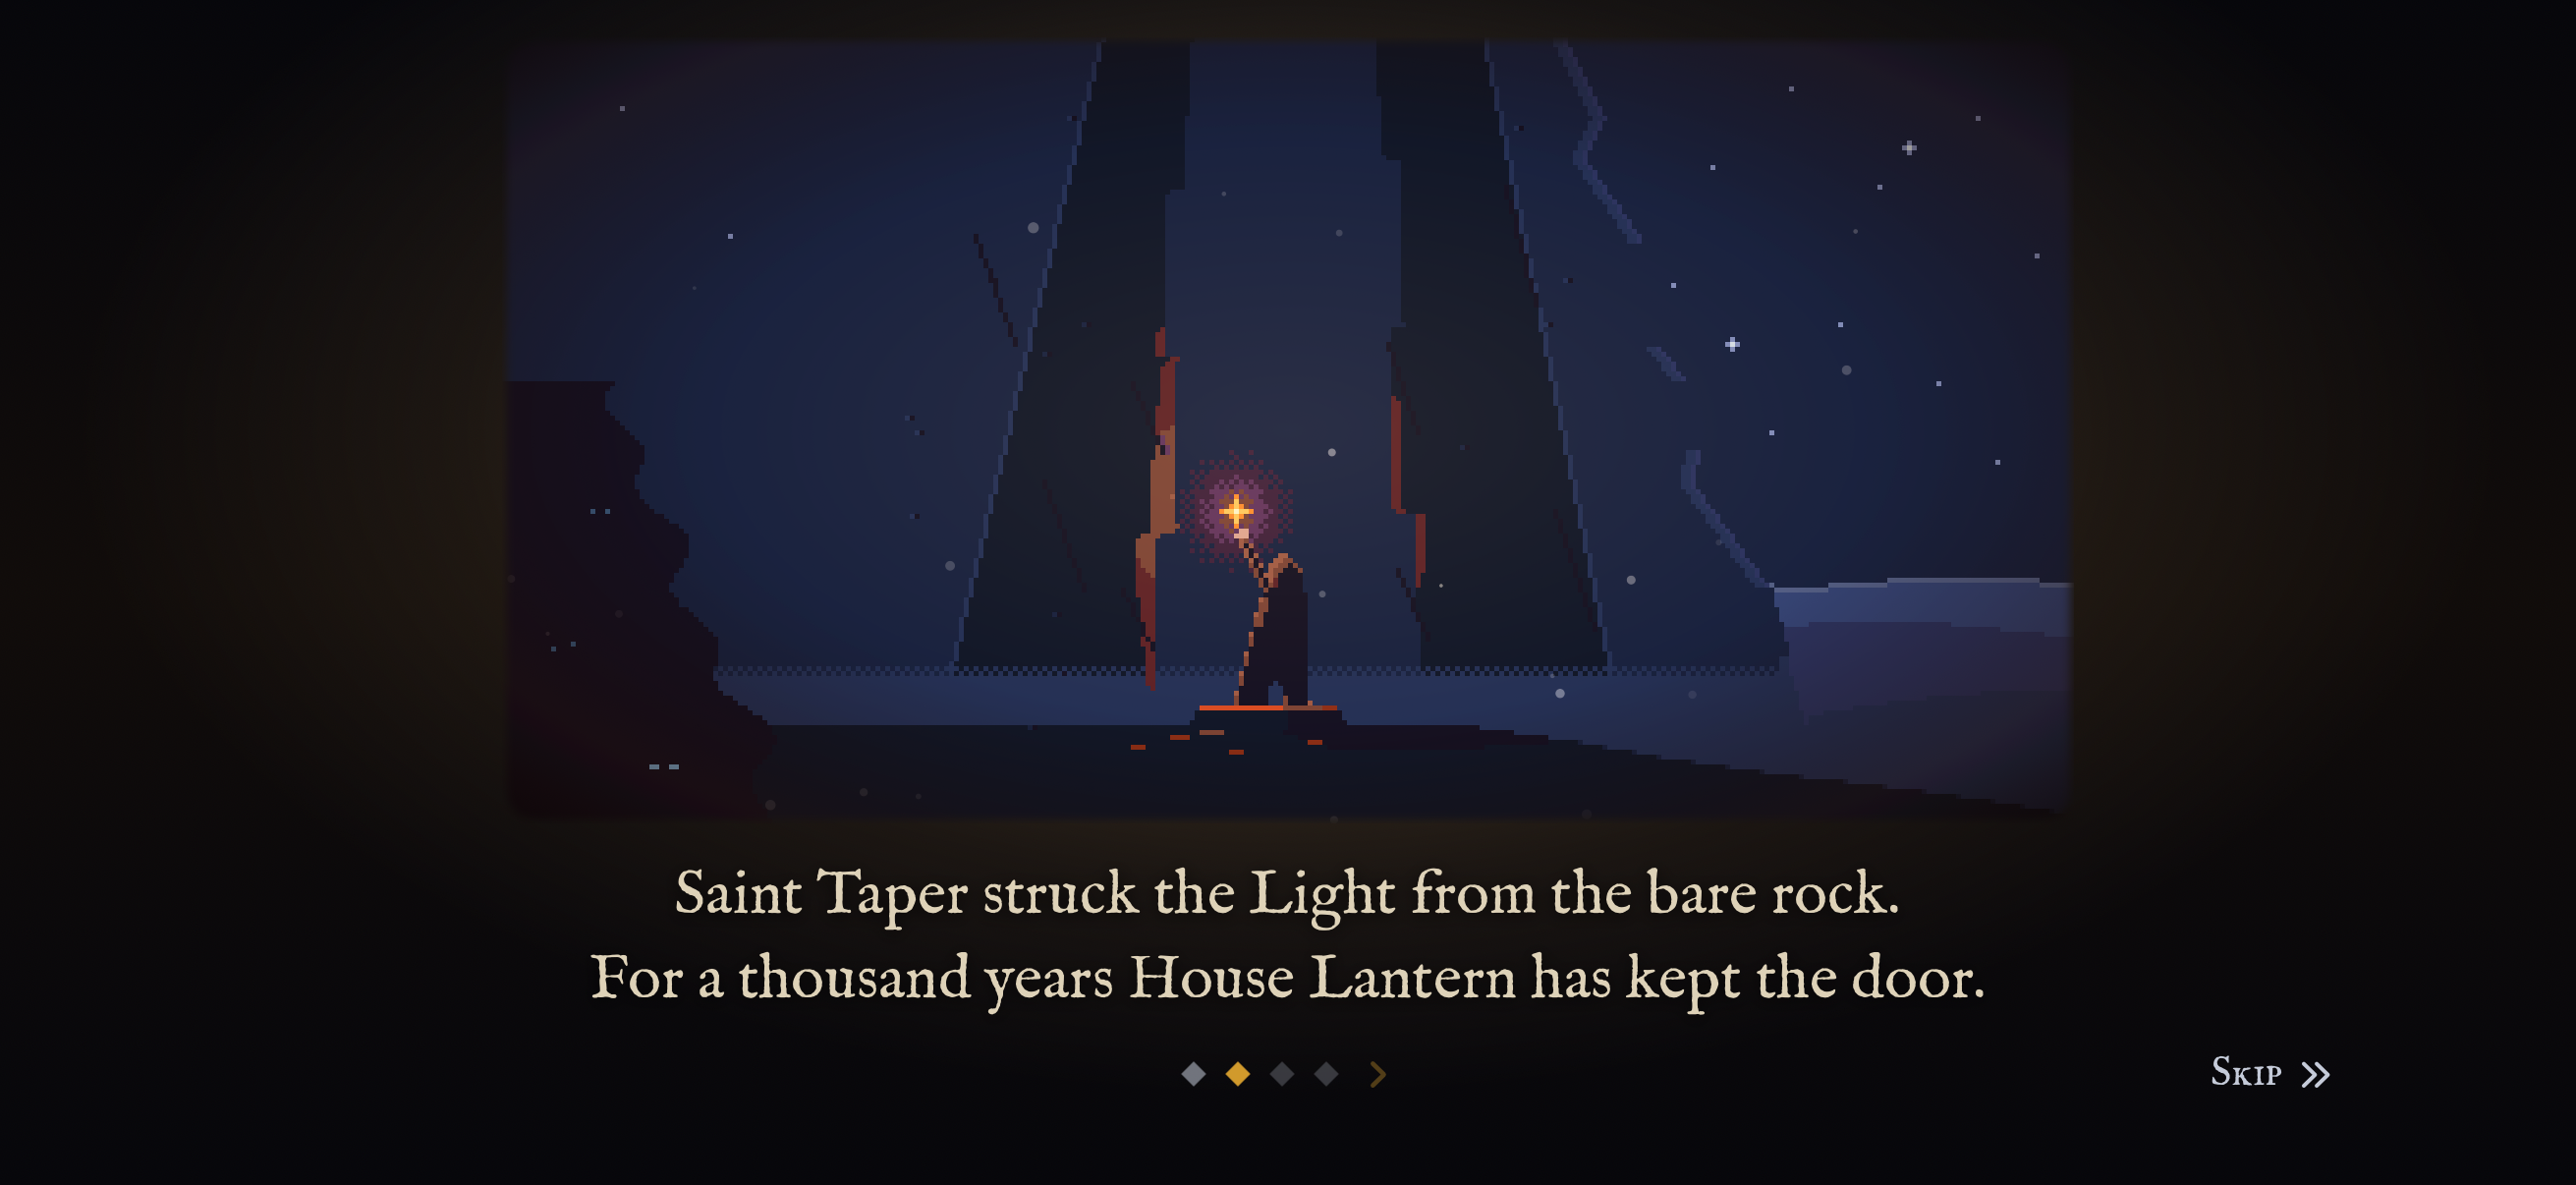 Saint Taper struck the Light from the bare rock.
For a thousand years House Lantern has kept the door.
Skip